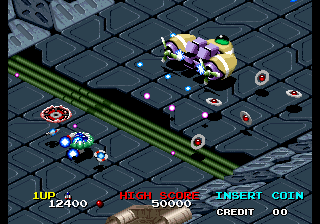 1UP HIGH SCORE INSERT COIN
12400 50000 CREDIT 00